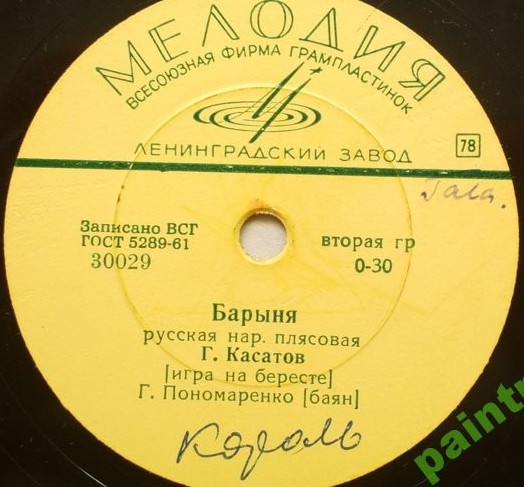 МЕЛОДИЯ
ВСЕСОЮЗНАЯ ФИРМА ГРАМПЛАСТИНОК
ЛЕНИНГРАДСКИЙ ЗАВОД
78
Записано ВСГ
ГОСТ 5289-61
30029
вторая гр
0-30
Барыня
русская нар. плясовая
Г. Касатов
[игра на бересте]
Г. Пономаренко [баян]
король
paint